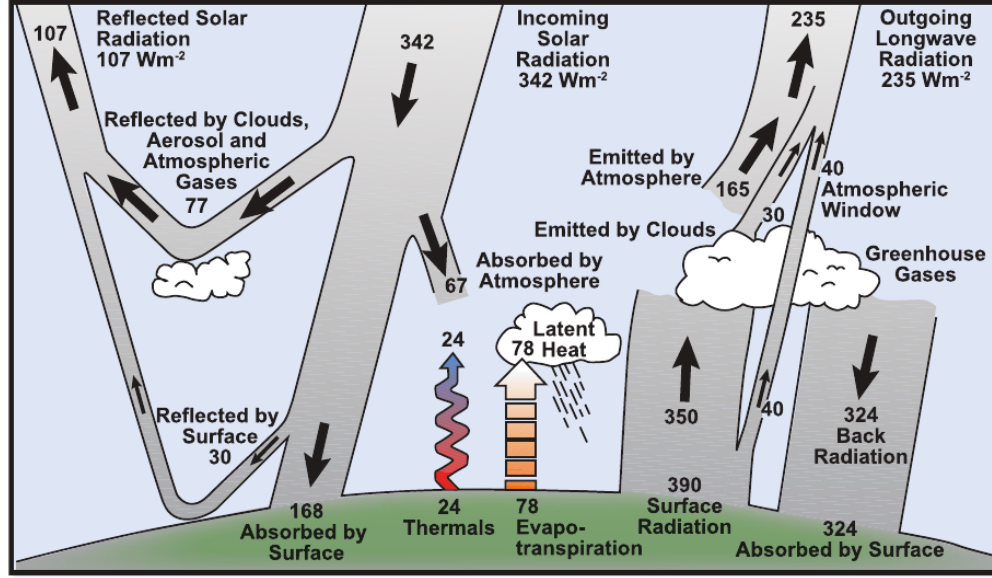 107
Reflected Solar
Radiation
107 Wm-2
342
Incoming
Solar
Radiation
342 Wm-2
235
Outgoing
Longwave
Radiation
235 Wm-2
Reflected by Clouds,
Aerosol and
Atmospheric
Gases
77
Emitted by
Atmosphere
165
40
Atmospheric
Window
30
Emitted by Clouds
Greenhouse
Gases
Absorbed by
Atmosphere
67
24
Latent
Heat
78
Reflected by
Surface
30
350
40
324
Back
Radiation
168
Absorbed by
Surface
24
Thermals
78
Evapo-
transpiration
390
Surface
Radiation
324
Absorbed by Surface